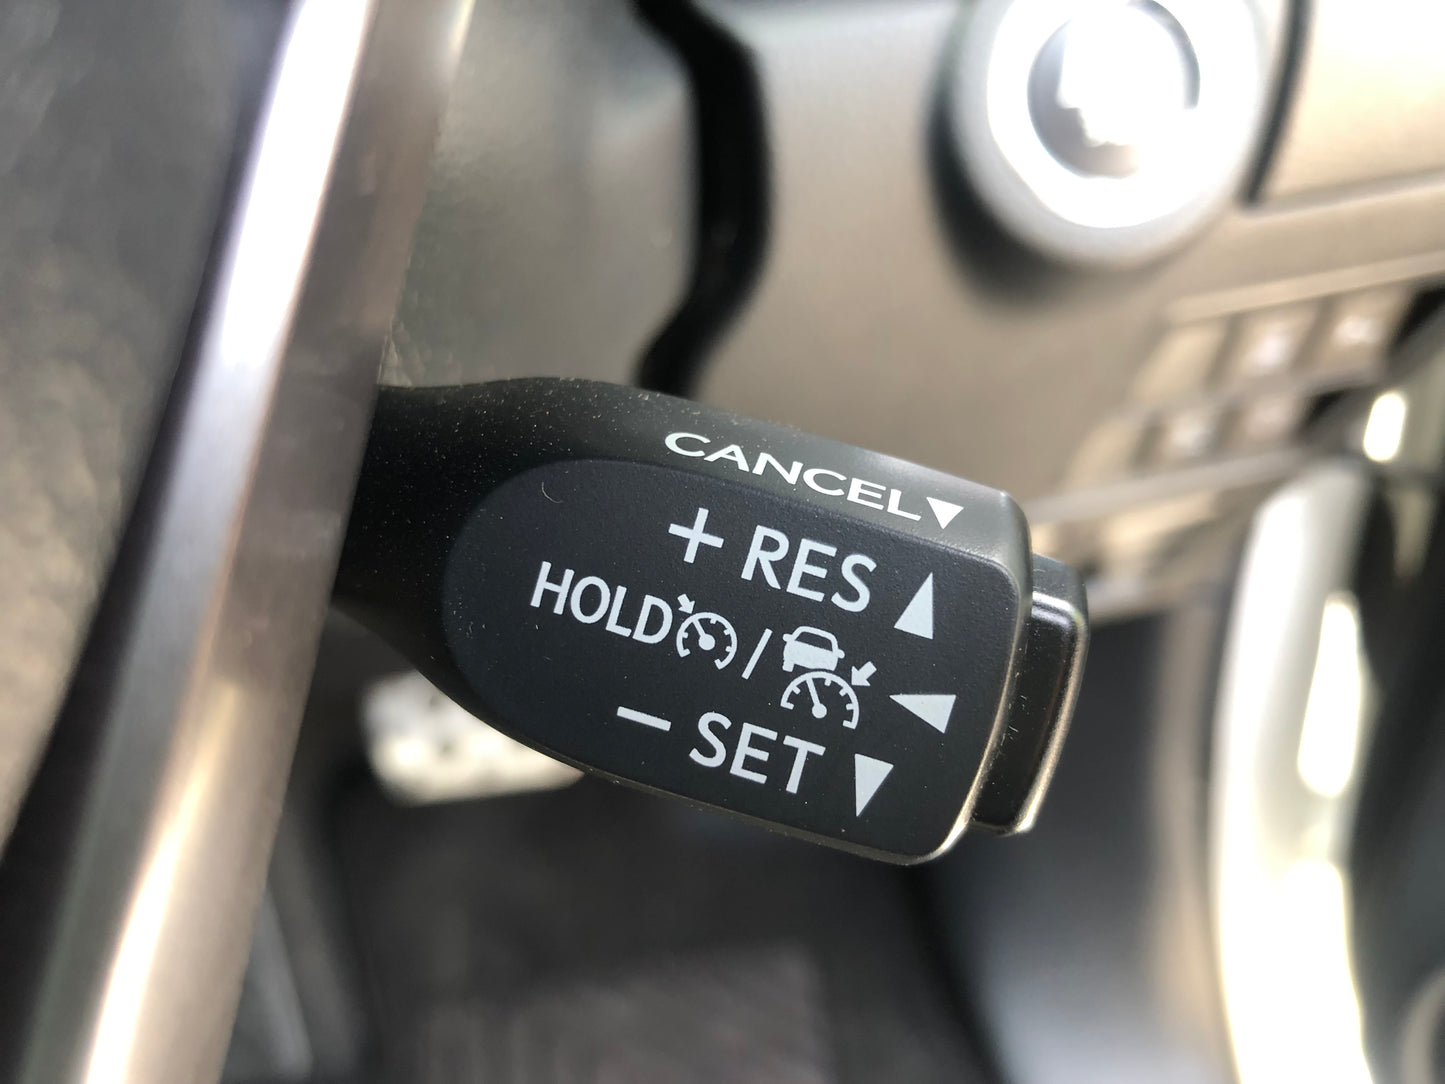 CANCEL
+ RES
HOLD /
− SET